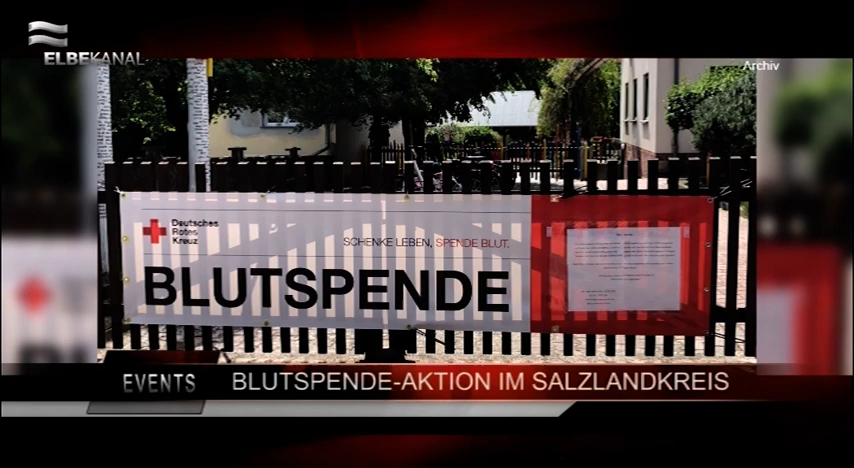 ELBEKANAL
Archiv
Deutsches
Rotes
Kreuz
SCHENKE LEBEN, SPENDE BLUT.
BLUTSPENDE
EVENTS
BLUTSPENDE-AKTION IM SALZLANDKREIS